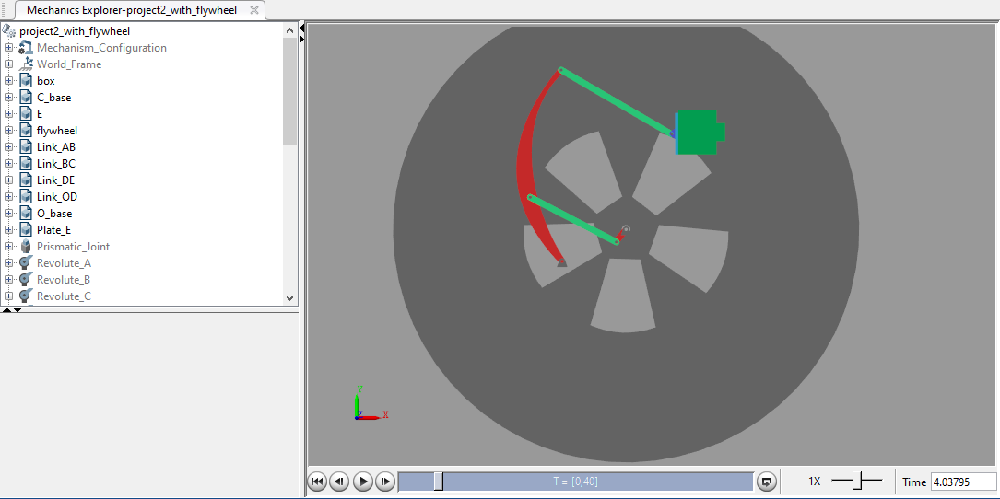 Mechanics Explorer-project2_with_flywheel
project2_with_flywheel
Mechanism_Configuration
World_Frame
box
C_base
E
flywheel
Link_AB
Link_BC
Link_DE
Link_OD
O_base
Plate_E
Prismatic_Joint
Revolute_A
Revolute_B
Revolute_C
Y
X
T = [0,40]
1X
Time
4.03795